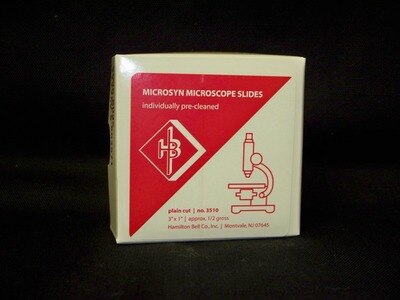 MICROSYN MICROSCOPE SLIDES
individually pre-cleaned
HB
plain cut | no. 3510
3" x 1" | approx. 1/2 gross
Hamilton Bell Co., Inc. | Montvale, NJ 07645